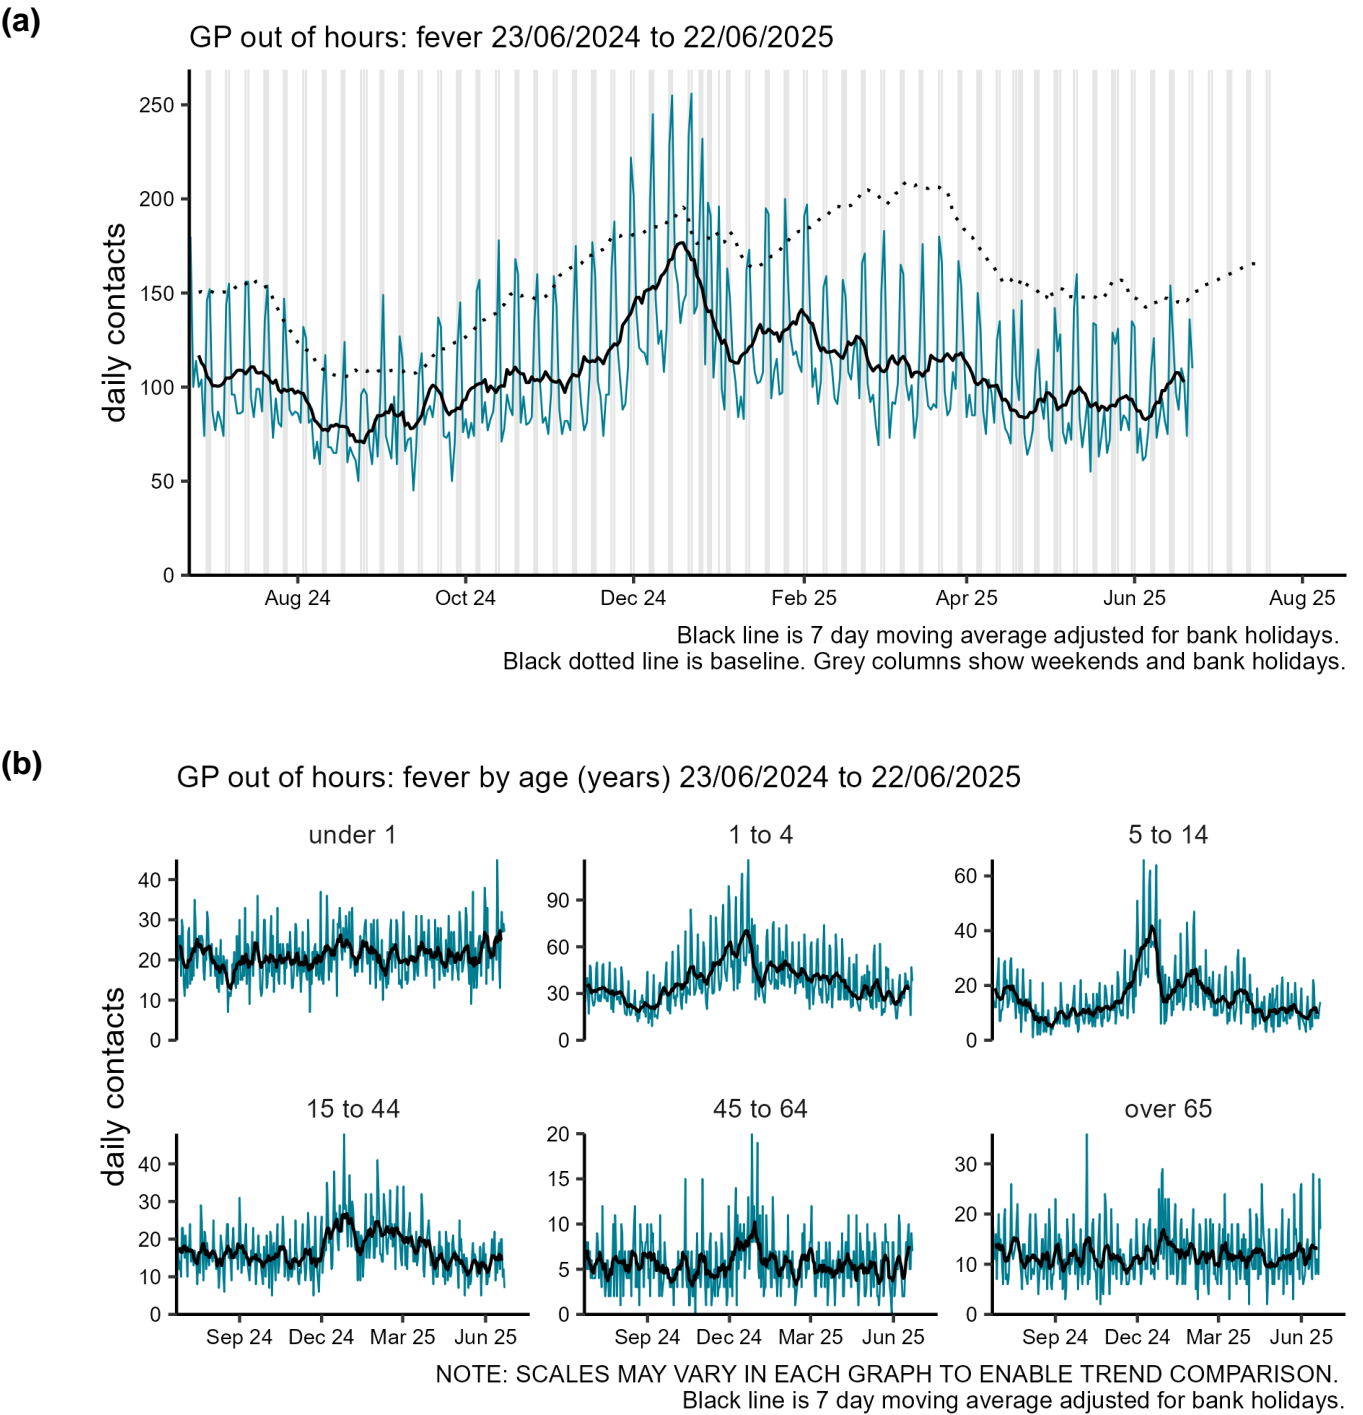 (a)
GP out of hours: fever 23/06/2024 to 22/06/2025
daily contacts
250
200
150
100
50
0
Aug 24 Oct 24 Dec 24 Feb 25 Apr 25 Jun 25 Aug 25
Black line is 7 day moving average adjusted for bank holidays.
Black dotted line is baseline. Grey columns show weekends and bank holidays.
(b)
GP out of hours: fever by age (years) 23/06/2024 to 22/06/2025
daily contacts
under 1
40
30
20
10
0
1 to 4
90
60
30
0
5 to 14
60
40
20
0
15 to 44
40
30
20
10
0
Sep 24 Dec 24 Mar 25 Jun 25
45 to 64
20
15
10
5
0
Sep 24 Dec 24 Mar 25 Jun 25
over 65
30
20
10
0
Sep 24 Dec 24 Mar 25 Jun 25
NOTE: SCALES MAY VARY IN EACH GRAPH TO ENABLE TREND COMPARISON.
Black line is 7 day moving average adjusted for bank holidays.